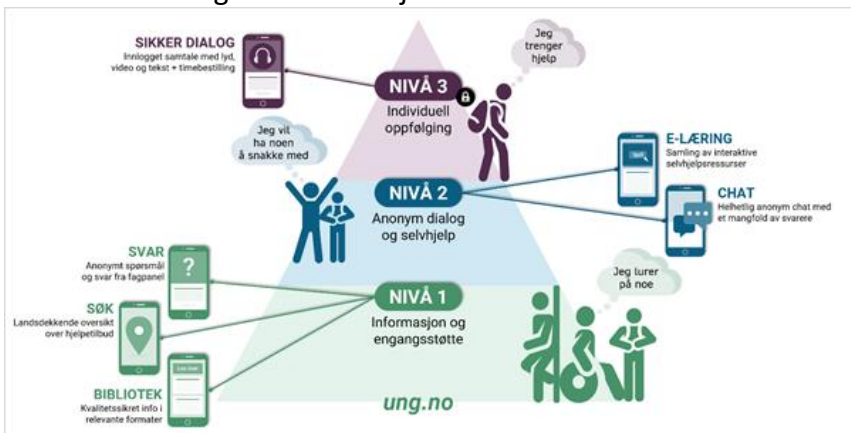 SIKKER DIALOG
Innlogget samtale med lyd,
video og tekst + timebestilling
NIVÅ 3
Individuell
oppfølging
Jeg
trenger
hjelp
Jeg vil
ha noen
å snakke med
NIVÅ 2
Anonym dialog
og selvhjelp
E-LÆRING
Samling av interaktive
selvhjelpsressurser
CHAT
Helhetlig anonym chat med
et mangfold av svarere
SVAR
Anonymt spørsmål
og svar fra fagpanel
?
SØK
Landsdekkende oversikt
over hjelpetilbud
BIBLIOTEK
Kvalitetssikret info i
relevante formater
NIVÅ 1
Informasjon og
engangsstøtte
Jeg lurer
på noe
ung.no